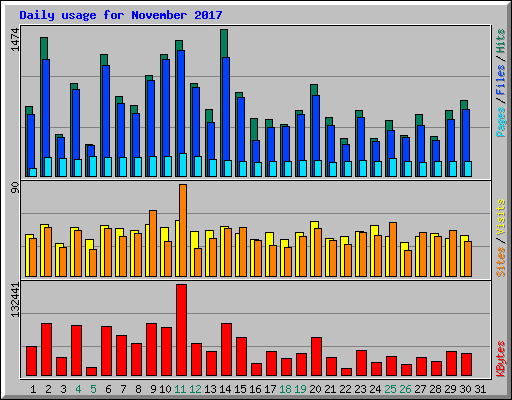 Daily usage for November 2017
1474
Pages / Files / Hits
90
Sites / Visits
132441
KBytes
1 2 3 4 5 6 7 8 9 10 11 12 13 14 15 16 17 18 19 20 21 22 23 24 25 26 27 28 29 30 31